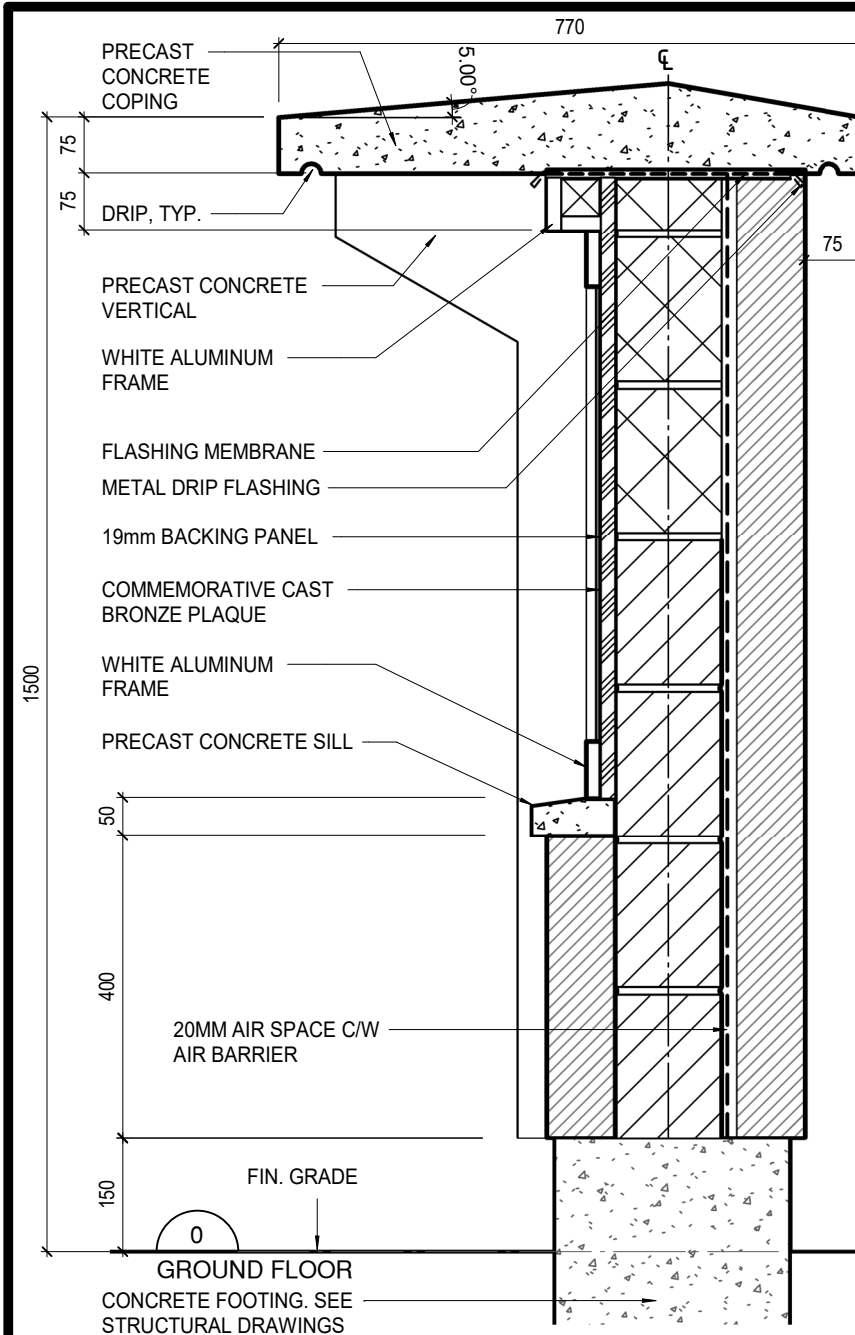 770
PRECAST
CONCRETE
COPING
5.00°
℄
75
75
DRIP, TYP.
75
PRECAST CONCRETE
VERTICAL
WHITE ALUMINUM
FRAME
FLASHING MEMBRANE
METAL DRIP FLASHING
19mm BACKING PANEL
COMMEMORATIVE CAST
BRONZE PLAQUE
WHITE ALUMINUM
FRAME
1500
PRECAST CONCRETE SILL
50
400
20MM AIR SPACE C/W
AIR BARRIER
150
FIN. GRADE
0
GROUND FLOOR
CONCRETE FOOTING. SEE
STRUCTURAL DRAWINGS